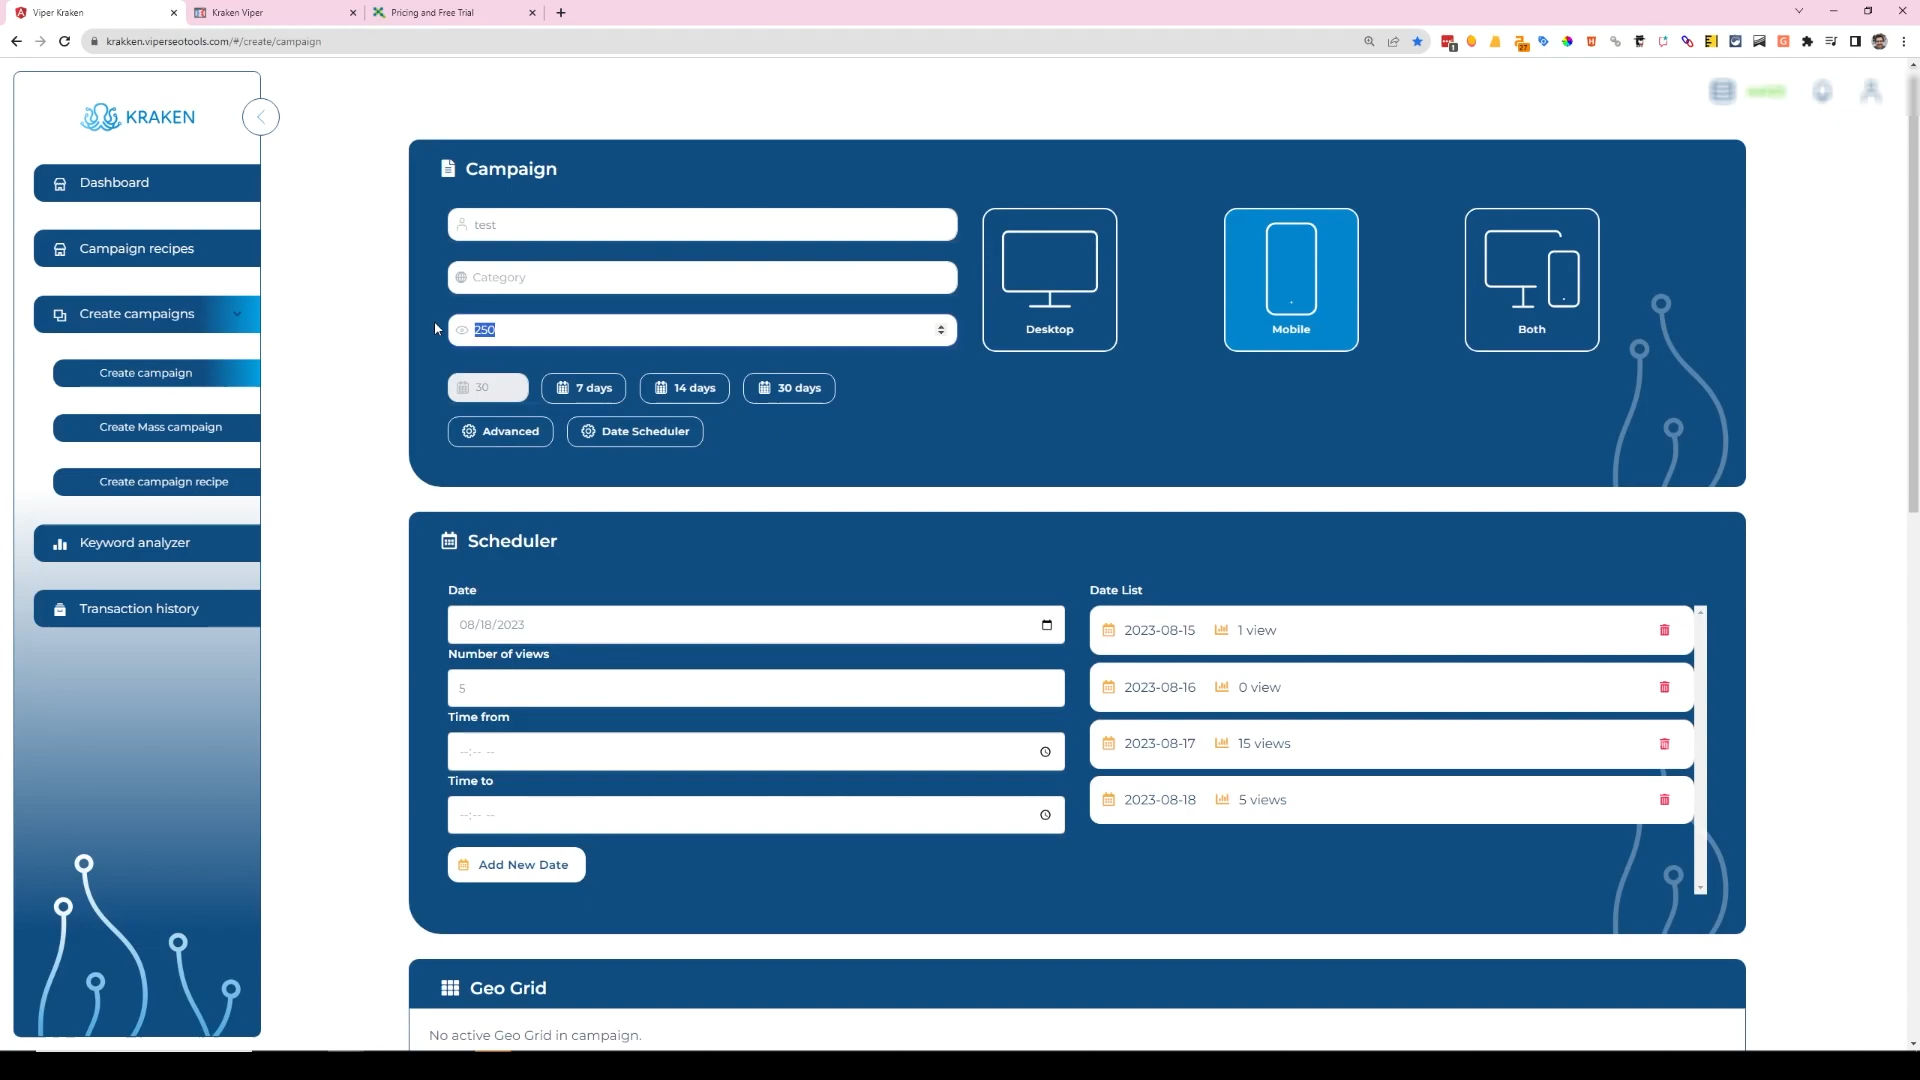 Viper Kraken
Kraken Viper
Pricing and Free Trial
krakken.viperseotools.com/#/create/campaign
KRAKEN
Dashboard
Campaign recipes
Create campaigns
Create campaign
Create Mass campaign
Create campaign recipe
Keyword analyzer
Transaction history
Campaign
test
Category
250
30
7 days
14 days
30 days
Advanced
Date Scheduler
Desktop
Mobile
Both
Scheduler
Date
08/18/2023
Number of views
5
Time from
--:-- --
Time to
--:-- --
Add New Date
Date List
2023-08-15 1 view
2023-08-16 0 view
2023-08-17 15 views
2023-08-18 5 views
Geo Grid
No active Geo Grid in campaign.